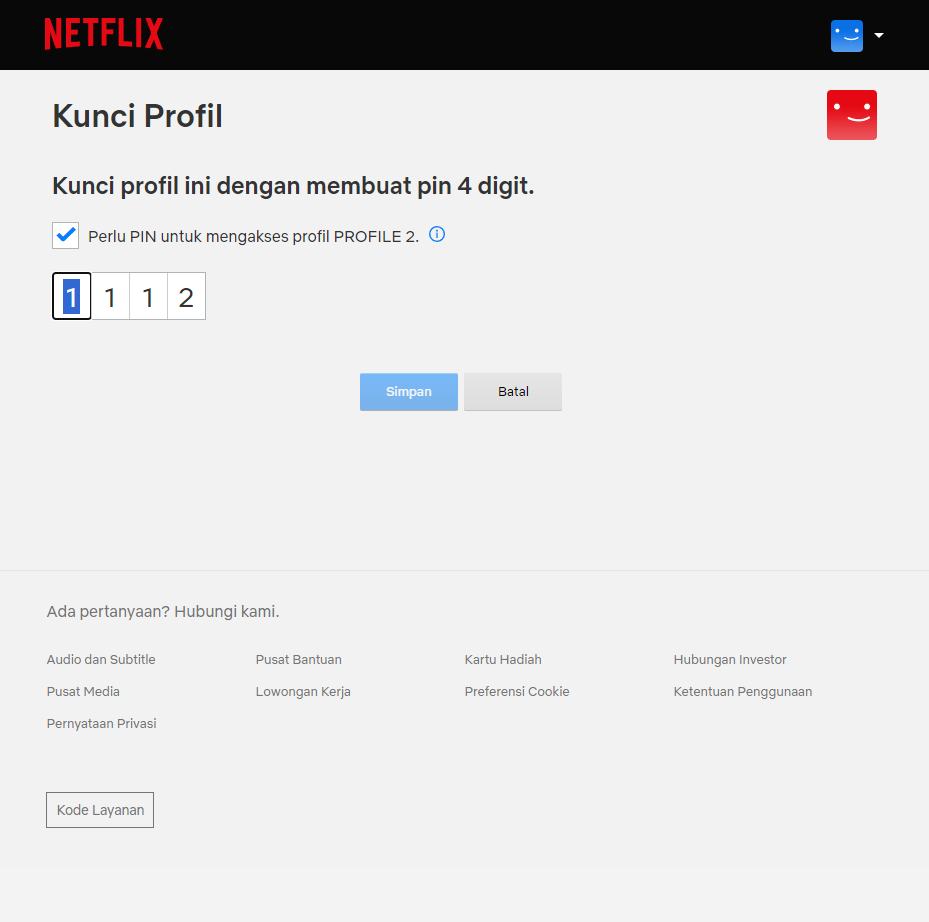 NETFLIX
Kunci Profil
Kunci profil ini dengan membuat pin 4 digit.
Perlu PIN untuk mengakses profil PROFILE 2.
1 1 1 2
Simpan Batal
Ada pertanyaan? Hubungi kami.
Audio dan Subtitle Pusat Bantuan Kartu Hadiah Hubungan Investor
Pusat Media Lowongan Kerja Preferensi Cookie Ketentuan Penggunaan
Pernyataan Privasi
Kode Layanan